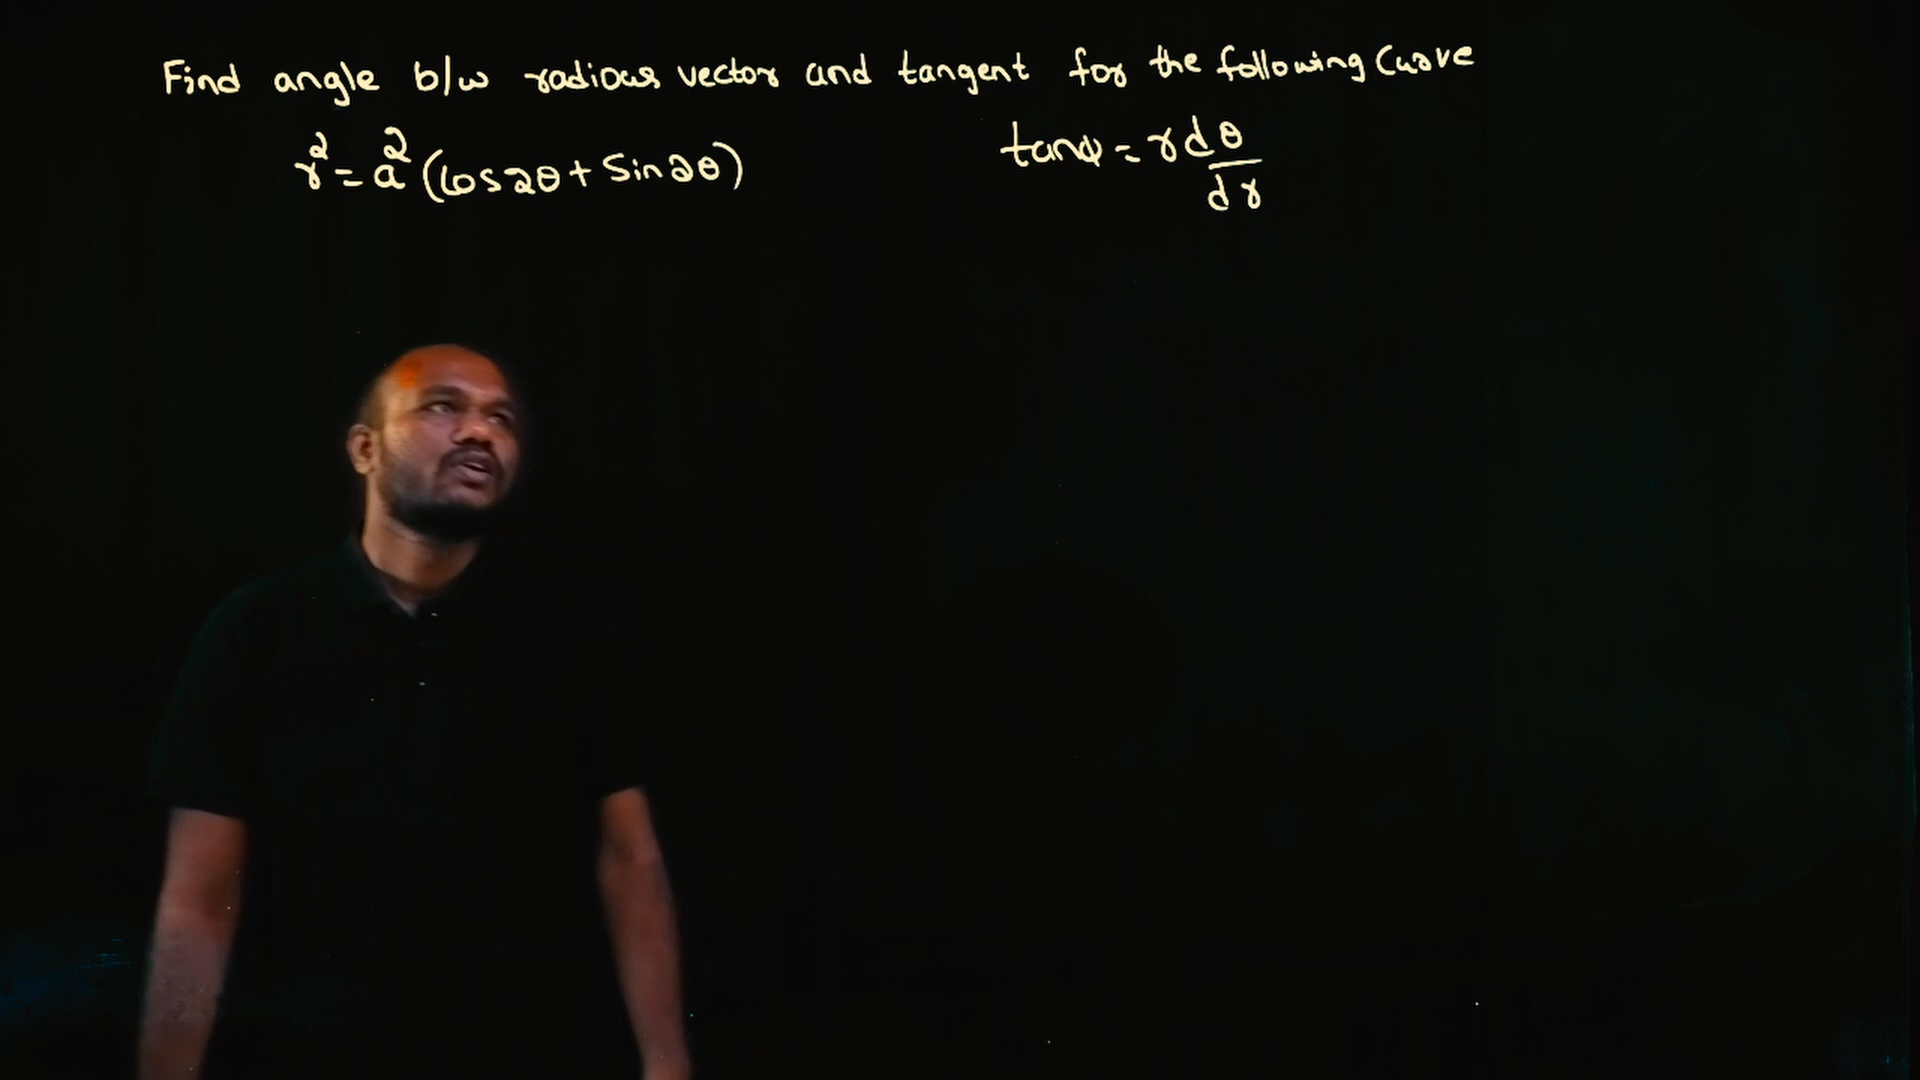 Find angle b/w radious vector and tangent for the following Curve
r² = a² (cos2θ + Sin2θ)
tanφ = r dθ/dr